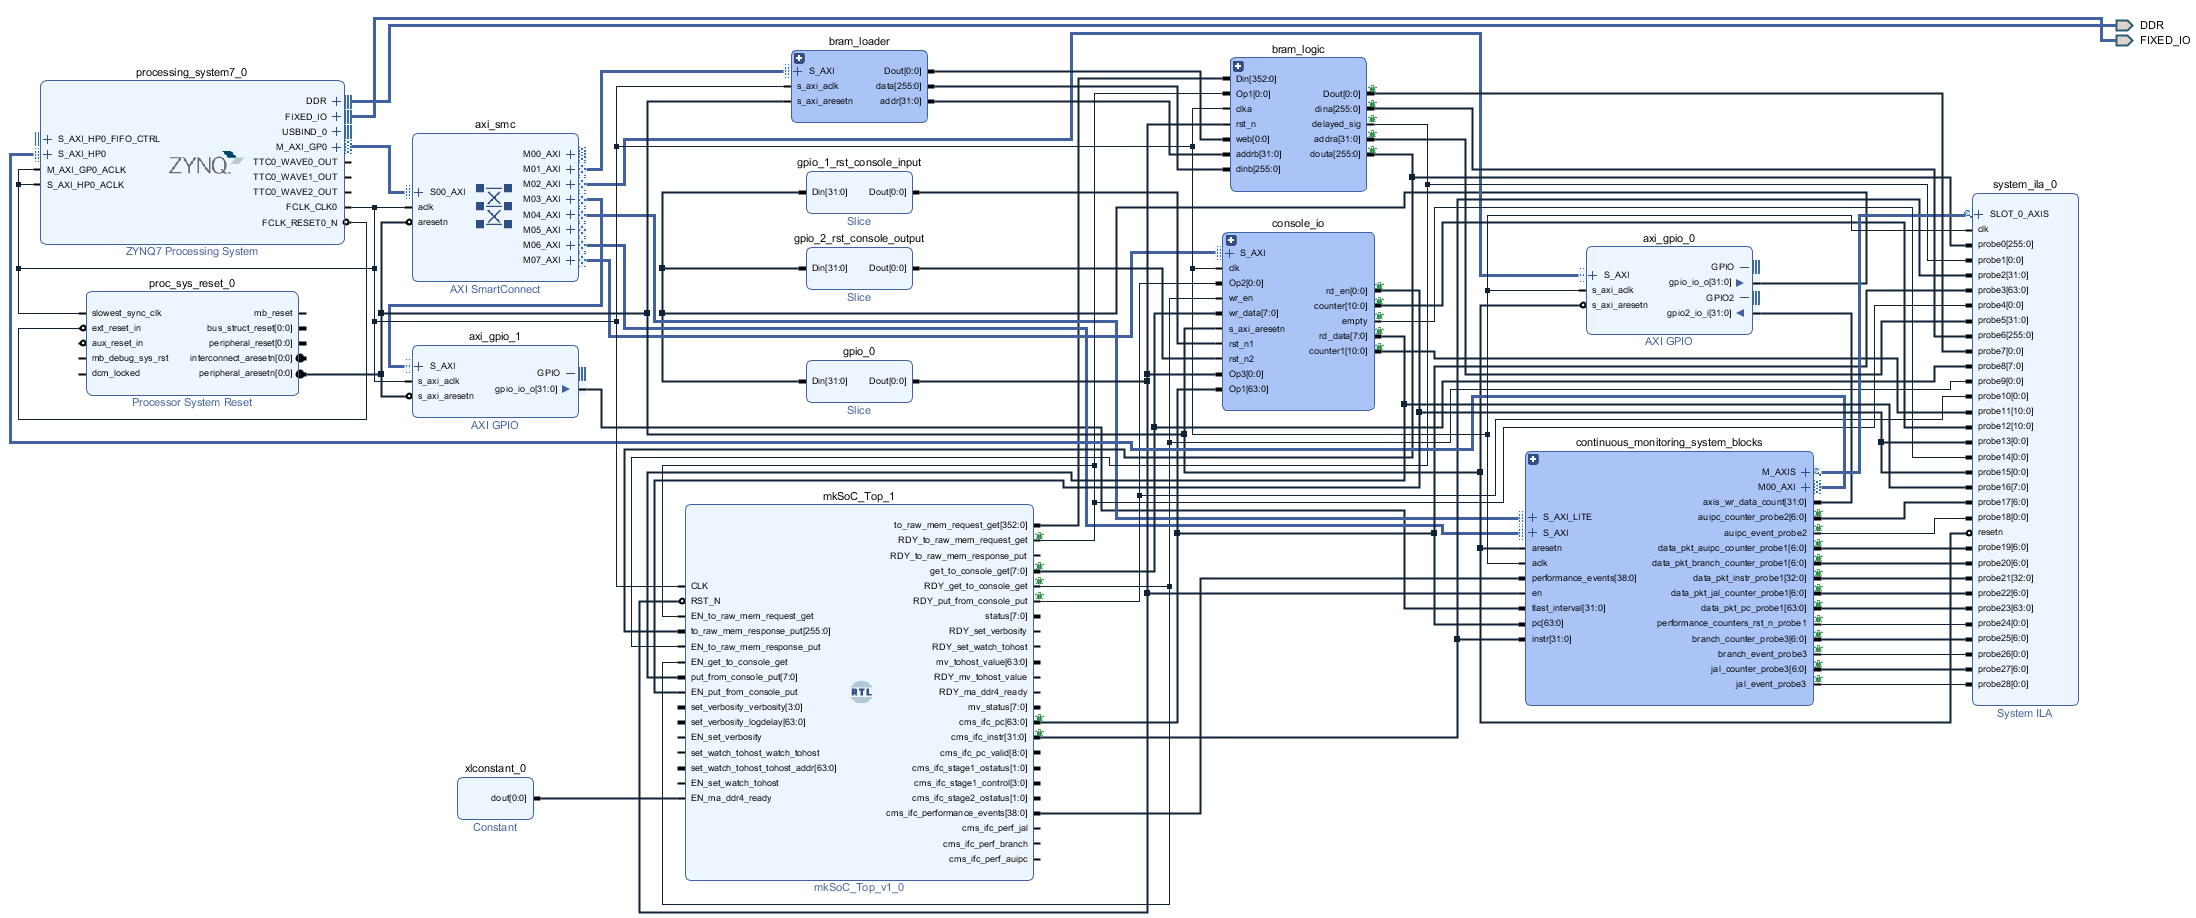 DDR
FIXED_IO
processing_system7_0
DDR
FIXED_IO
USBIND_0
S_AXI_HP0_FIFO_CTRL
M_AXI_GP0
S_AXI_HP0
TTC0_WAVE0_OUT
M_AXI_GP0_ACLK
ZYNQ
TTC0_WAVE1_OUT
S_AXI_HP0_ACLK
TTC0_WAVE2_OUT
FCLK_CLK0
FCLK_RESET0_N
ZYNQ7 Processing System
proc_sys_reset_0
slowest_sync_clk
mb_reset
ext_reset_in
bus_struct_reset[0:0]
aux_reset_in
peripheral_reset[0:0]
mb_debug_sys_rst
interconnect_aresetn[0:0]
dcm_locked
peripheral_aresetn[0:0]
Processor System Reset
axi_smc
M00_AXI
M01_AXI
M02_AXI
S00_AXI
M03_AXI
aclk
M04_AXI
aresetn
M05_AXI
M06_AXI
M07_AXI
AXI SmartConnect
axi_gpio_1
S_AXI
GPIO
s_axi_aclk
gpio_io_o[31:0]
s_axi_aresetn
AXI GPIO
bram_loader
S_AXI
Dout[0:0]
s_axi_aclk
data[255:0]
s_axi_aresetn
addr[31:0]
gpio_1_rst_console_input
Din[31:0]
Dout[0:0]
Slice
gpio_2_rst_console_output
Din[31:0]
Dout[0:0]
Slice
gpio_0
Din[31:0]
Dout[0:0]
Slice
bram_logic
Din[352:0]
Op1[0:0]
Dout[0:0]
clka
dina[255:0]
rst_n
delayed_sig
web[0:0]
addra[31:0]
addrb[31:0]
douta[255:0]
dinb[255:0]
console_io
S_AXI
clk
Op2[0:0]
rd_en[0:0]
wr_en
counter[10:0]
wr_data[7:0]
empty
s_axi_aresetn
rd_data[7:0]
rst_n1
counter1[10:0]
rst_n2
Op3[0:0]
Op1[63:0]
axi_gpio_0
GPIO
S_AXI
gpio_io_o[31:0]
s_axi_aclk
GPIO2
s_axi_aresetn
gpio2_io_i[31:0]
AXI GPIO
continuous_monitoring_system_blocks
M_AXIS
M00_AXI
axis_wr_data_count[31:0]
S_AXI_LITE
auipc_counter_probe2[6:0]
S_AXI
auipc_event_probe2
aresetn
data_pkt_auipc_counter_probe1[6:0]
aclk
data_pkt_branch_counter_probe1[6:0]
performance_events[38:0]
data_pkt_instr_probe1[32:0]
en
data_pkt_jal_counter_probe1[6:0]
tlast_interval[31:0]
data_pkt_pc_probe1[63:0]
pc[63:0]
performance_counters_rst_n_probe1
instr[31:0]
branch_counter_probe3[6:0]
branch_event_probe3
jal_counter_probe3[6:0]
jal_event_probe3
system_ila_0
SLOT_0_AXIS
clk
probe0[255:0]
probe1[0:0]
probe2[31:0]
probe3[63:0]
probe4[0:0]
probe5[31:0]
probe6[255:0]
probe7[0:0]
probe8[7:0]
probe9[0:0]
probe10[0:0]
probe11[10:0]
probe12[10:0]
probe13[0:0]
probe14[0:0]
probe15[0:0]
probe16[7:0]
probe17[6:0]
probe18[0:0]
resetn
probe19[6:0]
probe20[6:0]
probe21[32:0]
probe22[6:0]
probe23[63:0]
probe24[0:0]
probe25[6:0]
probe26[0:0]
probe27[6:0]
probe28[0:0]
System ILA
mkSoC_Top_1
to_raw_mem_request_get[352:0]
RDY_to_raw_mem_request_get
RDY_to_raw_mem_response_put
get_to_console_get[7:0]
CLK
RDY_get_to_console_get
RST_N
RDY_put_from_console_put
EN_to_raw_mem_request_get
status[7:0]
to_raw_mem_response_put[255:0]
RDY_set_verbosity
EN_to_raw_mem_response_put
RDY_set_watch_tohost
EN_get_to_console_get
mv_tohost_value[63:0]
put_from_console_put[7:0]
RDY_mv_tohost_value
EN_put_from_console_put
RTL
RDY_ma_ddr4_ready
set_verbosity_verbosity[3:0]
mv_status[7:0]
set_verbosity_logdelay[63:0]
cms_ifc_pc[63:0]
EN_set_verbosity
cms_ifc_instr[31:0]
set_watch_tohost_watch_tohost
cms_ifc_pc_valid[8:0]
set_watch_tohost_tohost_addr[63:0]
cms_ifc_stage1_ostatus[1:0]
EN_set_watch_tohost
cms_ifc_stage1_control[3:0]
EN_ma_ddr4_ready
cms_ifc_stage2_ostatus[1:0]
cms_ifc_performance_events[38:0]
cms_ifc_perf_jal
cms_ifc_perf_branch
cms_ifc_perf_auipc
mkSoC_Top_v1_0
xlconstant_0
dout[0:0]
Constant